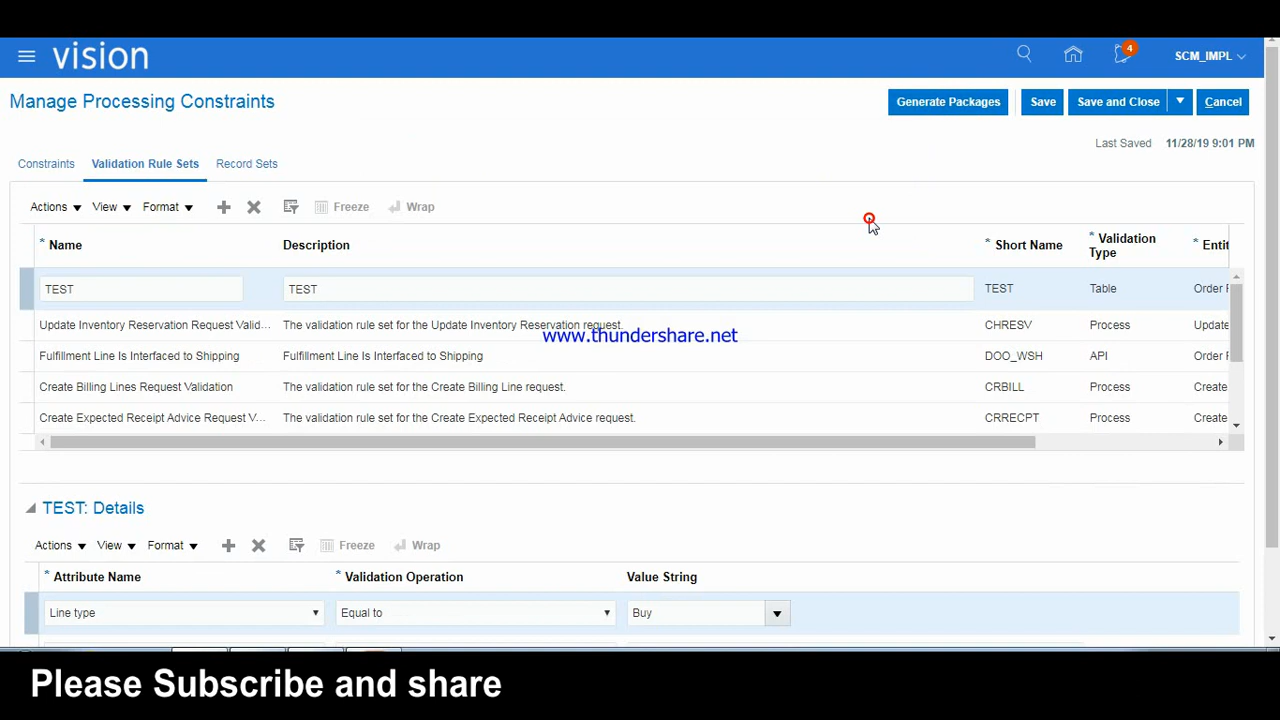 vision
4
SCM_IMPL
Manage Processing Constraints
Generate Packages
Save
Save and Close
Cancel
Last Saved 11/28/19 9:01 PM
Constraints
Validation Rule Sets
Record Sets
Actions View Format Freeze Wrap
* Name
Description
* Short Name
* Validation Type
* Entit
TEST TEST TEST Table Order F
Update Inventory Reservation Request Valid... The validation rule set for the Update Inventory Reservation request. CHRESV Process Update
www.thundershare.net
Fulfillment Line Is Interfaced to Shipping Fulfillment Line Is Interfaced to Shipping DOO_WSH API Order F
Create Billing Lines Request Validation The validation rule set for the Create Billing Line request. CRBILL Process Create
Create Expected Receipt Advice Request V... The validation rule set for the Create Expected Receipt Advice request. CRRECPT Process Create
TEST: Details
Actions View Format Freeze Wrap
* Attribute Name * Validation Operation Value String
Line type Equal to Buy
Please Subscribe and share